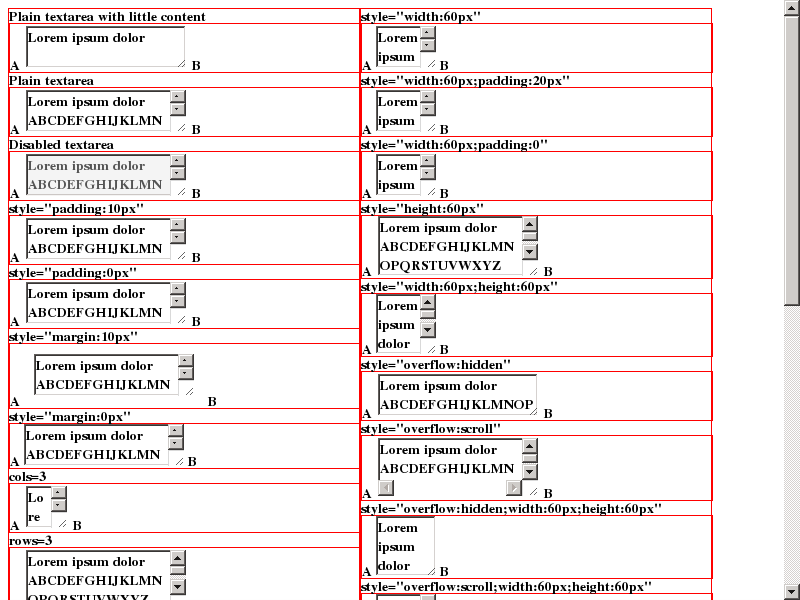 Plain textarea with little content
Lorem ipsum dolor
A B
Plain textarea
Lorem ipsum dolor
ABCDEFGHIJKLMN
A B
Disabled textarea
Lorem ipsum dolor
ABCDEFGHIJKLMN
A B
style="padding:10px"
Lorem ipsum dolor
ABCDEFGHIJKLMN
A B
style="padding:0px"
Lorem ipsum dolor
ABCDEFGHIJKLMN
A B
style="margin:10px"
Lorem ipsum dolor
ABCDEFGHIJKLMN
A B
style="margin:0px"
Lorem ipsum dolor
ABCDEFGHIJKLMN
A B
cols=3
Lo
re
A B
rows=3
Lorem ipsum dolor
ABCDEFGHIJKLMN
OPQRSTUVWXYZ
style="width:60px"
Lorem
ipsum
A B
style="width:60px;padding:20px"
Lorem
ipsum
A B
style="width:60px;padding:0"
Lorem
ipsum
A B
style="height:60px"
Lorem ipsum dolor
ABCDEFGHIJKLMN
OPQRSTUVWXYZ
A B
style="width:60px;height:60px"
Lorem
ipsum
dolor
A B
style="overflow:hidden"
Lorem ipsum dolor
ABCDEFGHIJKLMNOP
A B
style="overflow:scroll"
Lorem ipsum dolor
ABCDEFGHIJKLMN
A B
style="overflow:hidden;width:60px;height:60px"
Lorem
ipsum
dolor
A B
style="overflow:scroll;width:60px;height:60px"